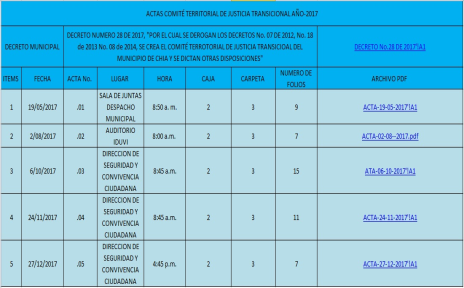 ACTAS COMITÉ TERRITORIAL DE JUSTICIA TRANSICIONAL AÑO-2017
DECRETO MUNICIPAL
DECRETO NUMERO 28 DE 2017, "POR EL CUAL SE DEROGAN LOS DECRETOS No. 07 DE 2012, No. 18
de 2013 No. 08 de 2014, SE CREA EL COMITÉ TERROTORIAL DE JUSTICIA TRANSICIOAL DEL
MUNICIPIO DE CHIA Y SE DICTAN OTRAS DISPOSICIONES"
DECRETO No.28 DE 2017'!A1
ITEMS FECHA ACTA No. LUGAR HORA CAJA CARPETA NUMERO DE
FOLIOS ARCHIVO PDF
1 19/05/2017 .01 SALA DE JUNTAS
DESPACHO
MUNICIPAL 8:50 a. m. 2 3 9 ACTA-19-05-2017'!A1
2 2/08/2017 .02 AUDITORIO
IDUVI 8:00 a. m. 2 3 7 ACTA-02-08--2017.pdf
3 6/10/2017 .03 DIRECCION DE
SEGURIDAD Y
CONVIVENCIA
CIUDADANA 8:45 a.m. 2 3 15 ATA-06-10-2017'!A1
4 24/11/2017 .04 DIRECCION DE
SEGURIDAD Y
CONVIVENCIA
CIUDADANA 8:45 a.m. 2 3 11 ACTA-24-11-2017'!A1
5 27/12/2017 .05 DIRECCION DE
SEGURIDAD Y
CONVIVENCIA
CIUDADANA 4:45 p.m. 2 3 7 ACTA-27-12-2017'!A1